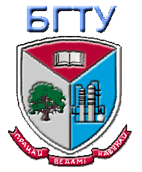 БГТУ
ПРАЦАЙ ВЕДАМІ НАВУКАЙ